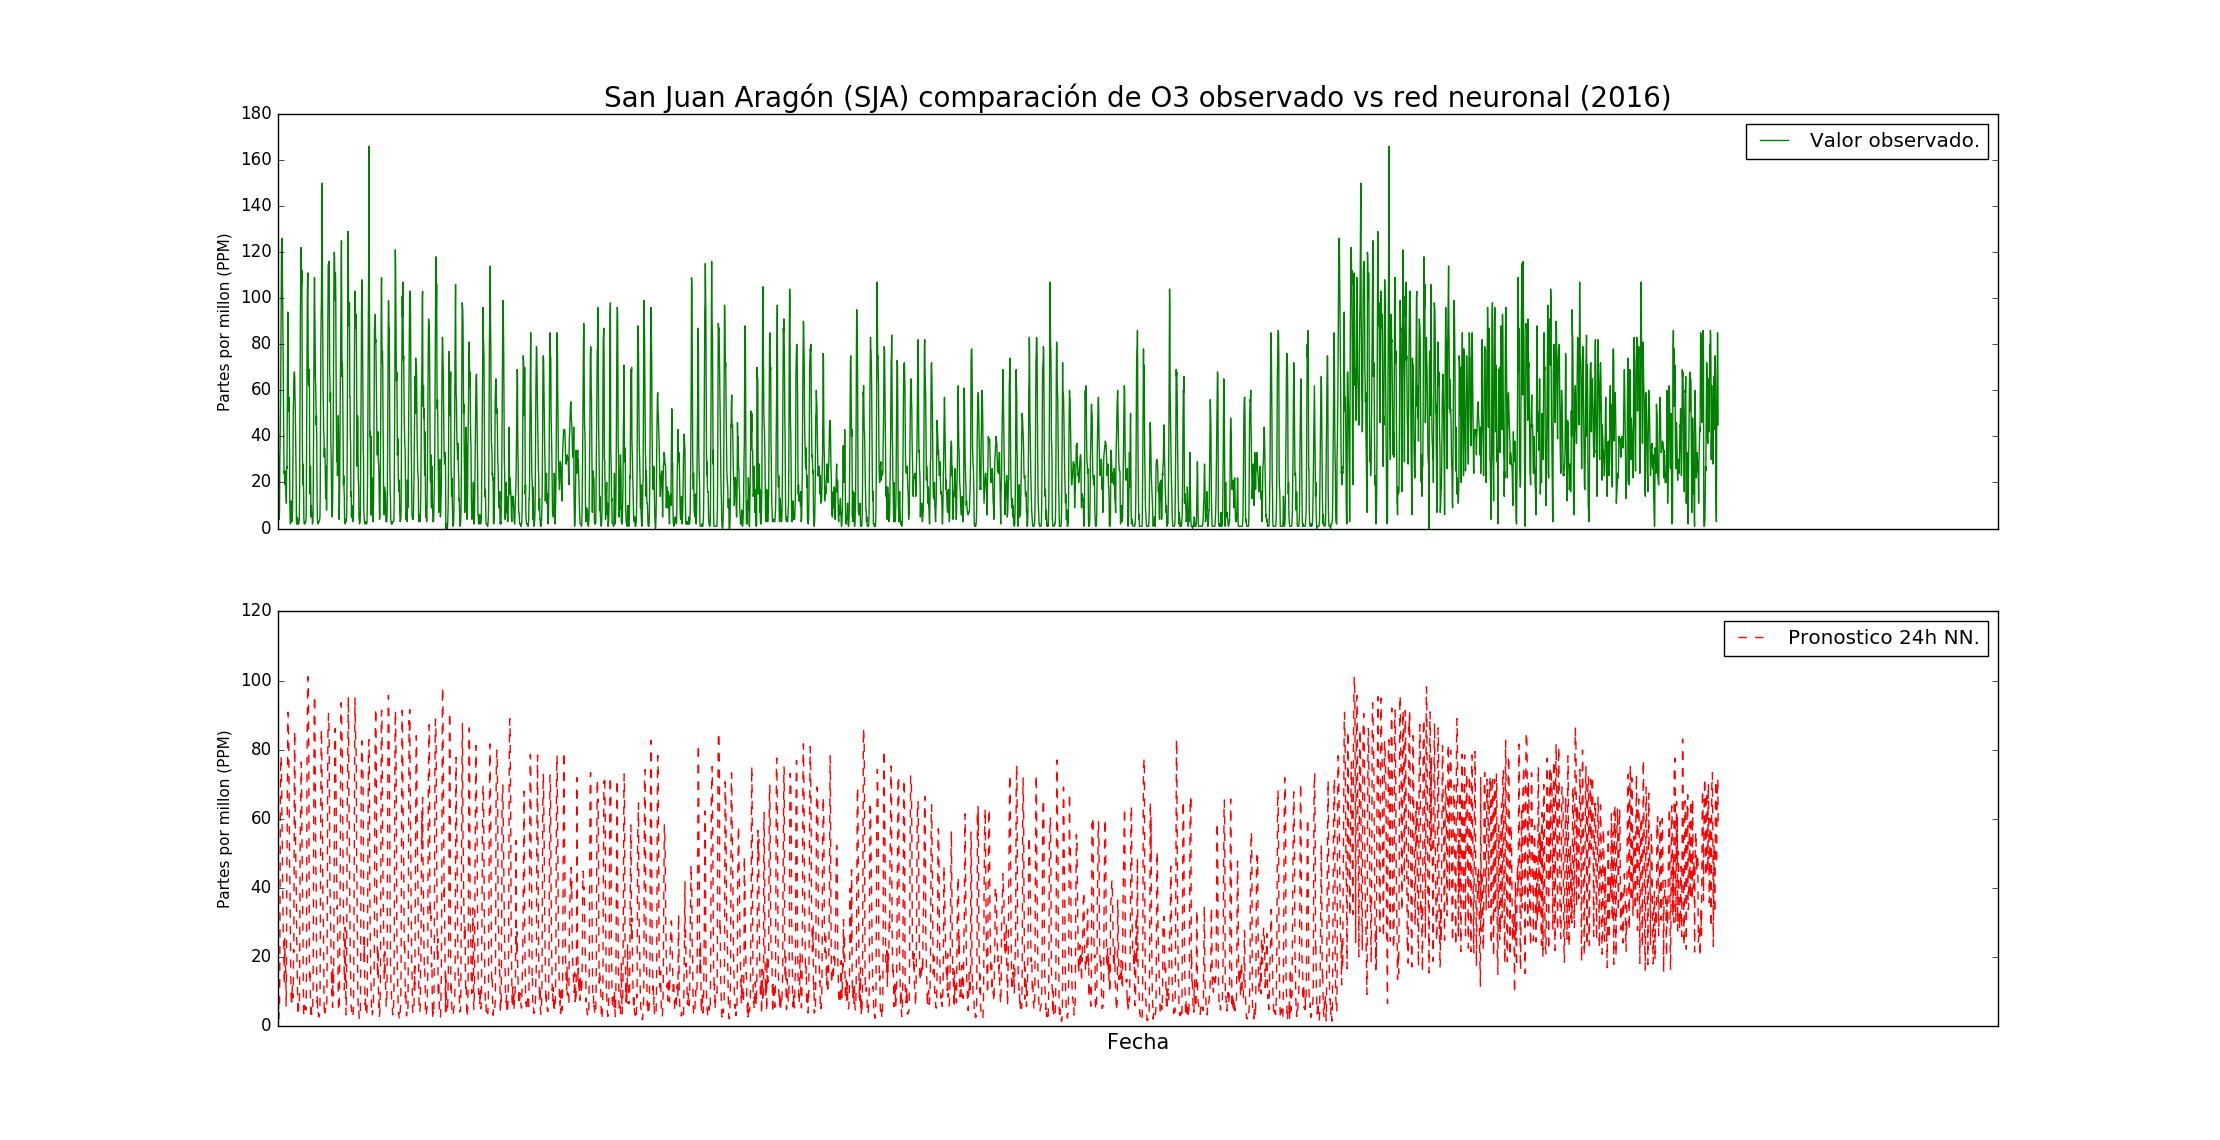 San Juan Aragón (SJA) comparación de O3 observado vs red neuronal (2016)
180
160
140
120
100
80
60
40
20
0
Partes por millon (PPM)
Valor observado.
120
100
80
60
40
20
0
Partes por millon (PPM)
Pronostico 24h NN.
Fecha